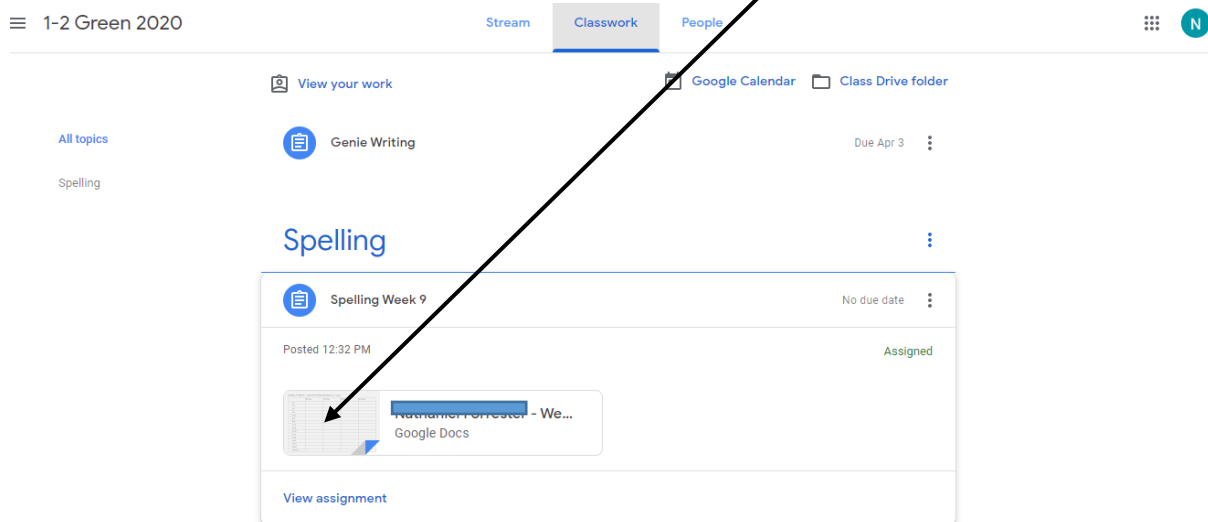 1-2 Green 2020
Stream Classwork People
N
View your work
Google Calendar Class Drive folder
All topics
Genie Writing
Due Apr 3
Spelling
Spelling
Spelling Week 9
No due date
Posted 12:32 PM
Assigned
- We...
Google Docs
View assignment